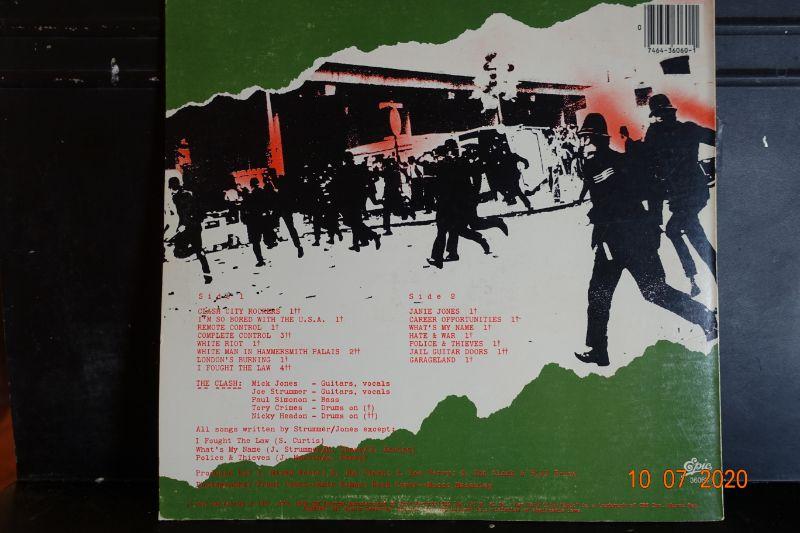 0
7464-36060-1
Side 1
CLASH CITY ROCKERS 1††
I'M SO BORED WITH THE U.S.A. 1†
REMOTE CONTROL 1†
COMPLETE CONTROL 3††
WHITE RIOT 1†
WHITE MAN IN HAMMERSMITH PALAIS 2††
LONDON'S BURNING 1†
I FOUGHT THE LAW 4††
Side 2
JANIE JONES 1†
CAREER OPPORTUNITIES 1†
WHAT'S MY NAME 1†
HATE & WAR 1†
POLICE & THIEVES 1†
JAIL GUITAR DOORS 1††
GARAGELAND 1†
THE CLASH: Mick Jones - Guitars, vocals
Joe Strummer - Guitars, vocals
Paul Simonon - Bass
Tory Crimes - Drums on (†)
Nicky Headon - Drums on (††)
All songs written by Strummer/Jones except:
I Fought The Law (S. Curtis)
What's My Name (J. Strummer/
Police & Thieves (J.
Epic
10 07 2020